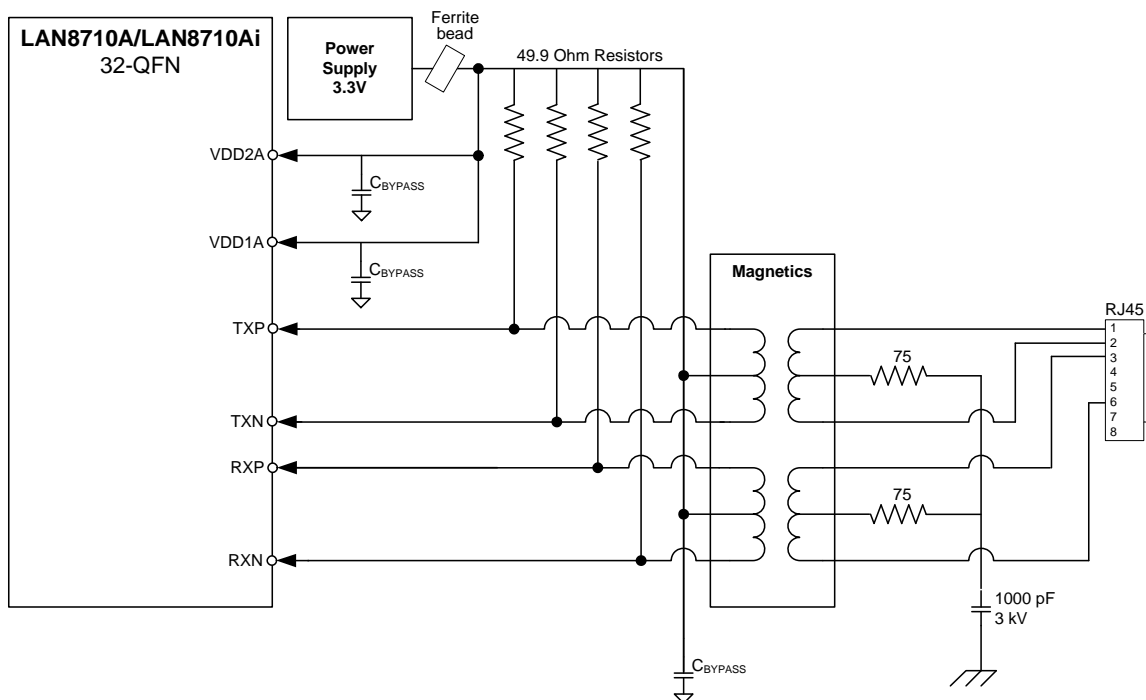 LAN8710A/LAN8710Ai
32-QFN
Power
Supply
3.3V
Ferrite
bead
49.9 Ohm Resistors
VDD2A
CBYPASS
VDD1A
CBYPASS
Magnetics
TXP
RJ45
1
2
3
4
5
6
7
8
75
TXN
RXP
75
RXN
1000 pF
3 kV
CBYPASS